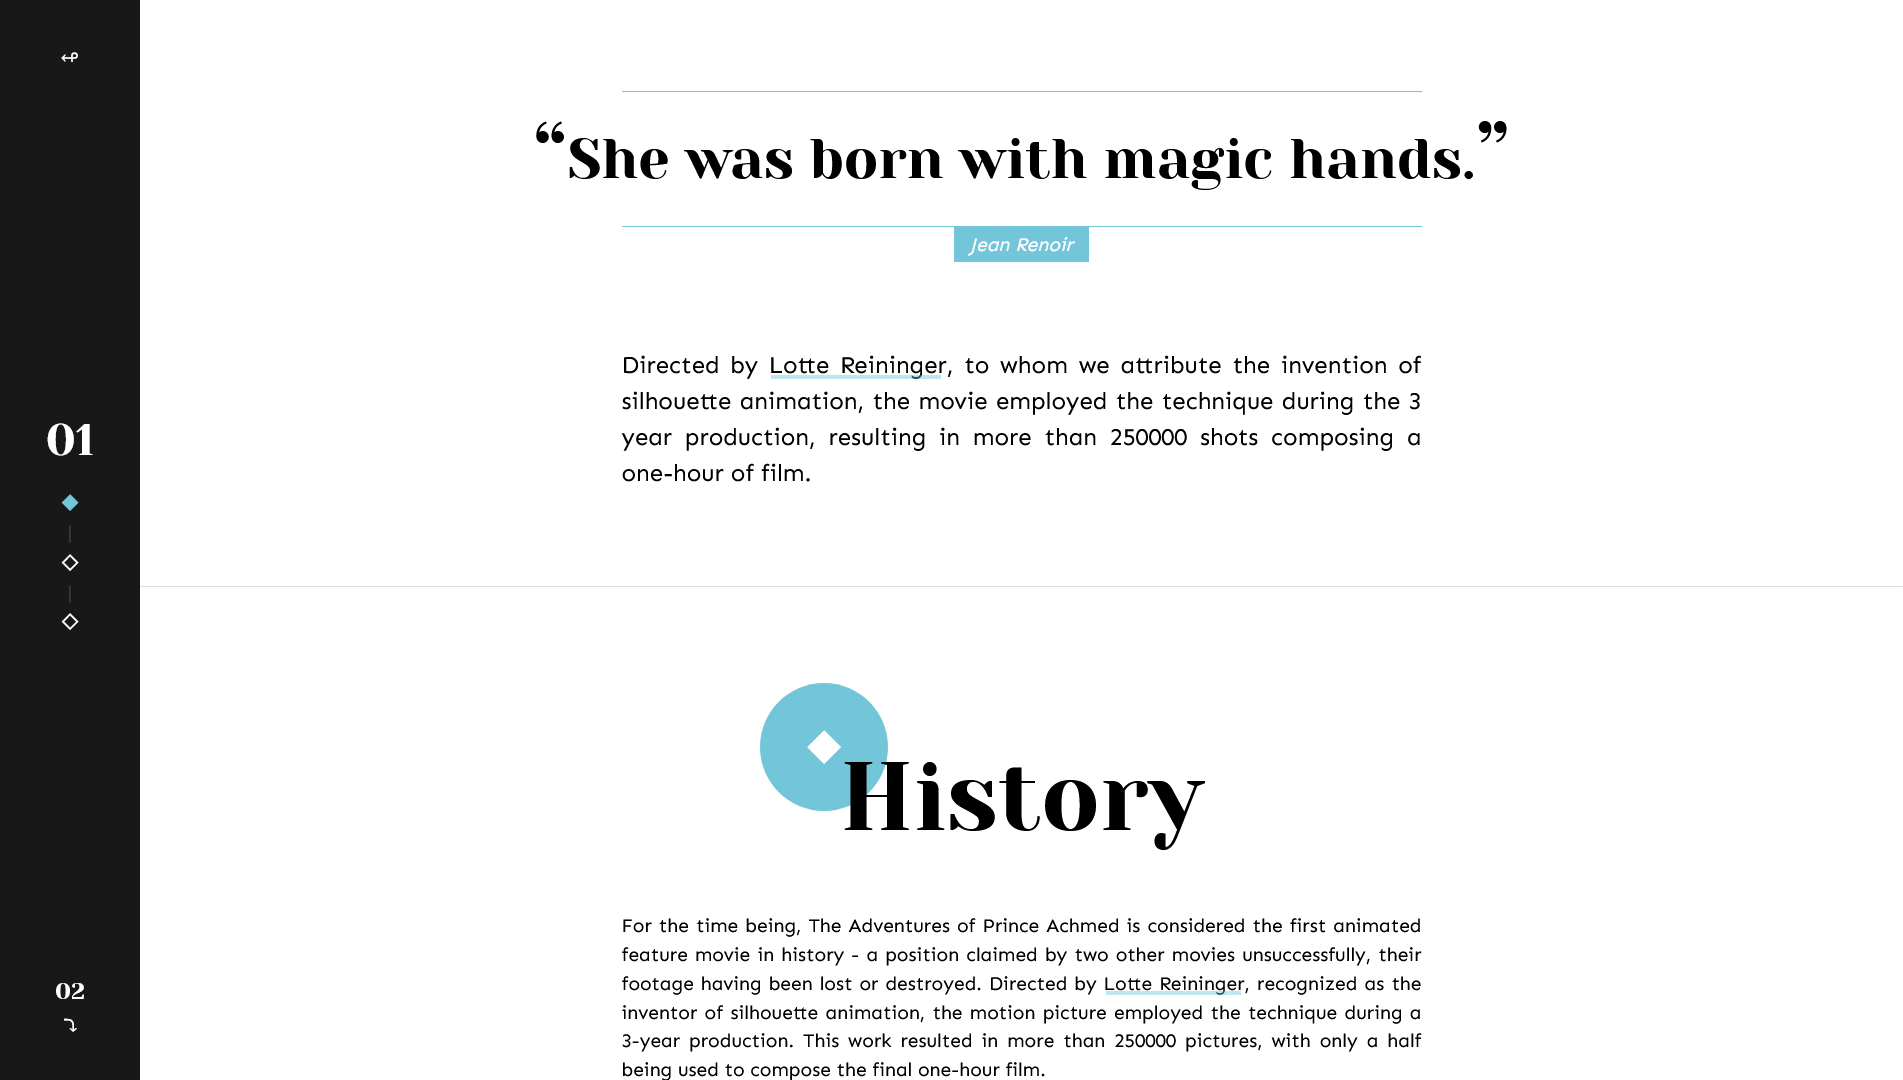 “She was born with magic hands.”
Jean Renoir
Directed by Lotte Reininger, to whom we attribute the invention of
silhouette animation, the movie employed the technique during the 3
year production, resulting in more than 250000 shots composing a
one-hour of film.
01
History
For the time being, The Adventures of Prince Achmed is considered the first animated
feature movie in history - a position claimed by two other movies unsuccessfully, their
footage having been lost or destroyed. Directed by Lotte Reininger, recognized as the
inventor of silhouette animation, the motion picture employed the technique during a
3-year production. This work resulted in more than 250000 pictures, with only a half
being used to compose the final one-hour film.
02